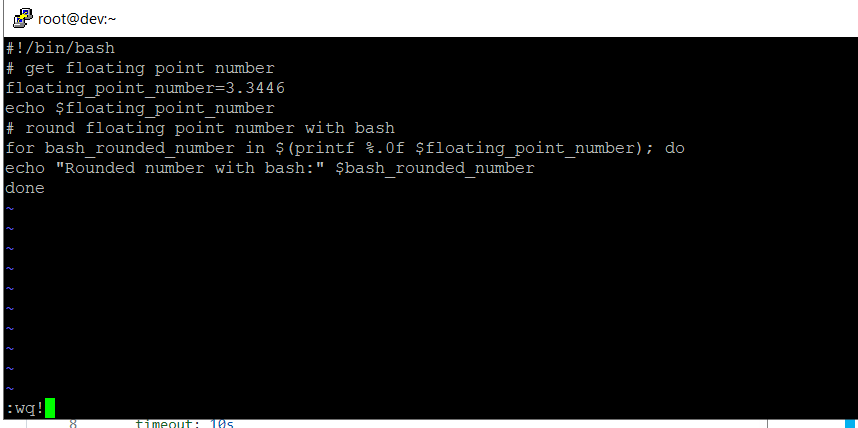 root@dev:~
#!/bin/bash
# get floating point number
floating_point_number=3.3446
echo $floating_point_number
# round floating point number with bash
for bash_rounded_number in $(printf %.0f $floating_point_number); do
echo "Rounded number with bash:" $bash_rounded_number
done
~
~
~
~
~
~
~
~
~
~
:wq!
8 timeout: 10s